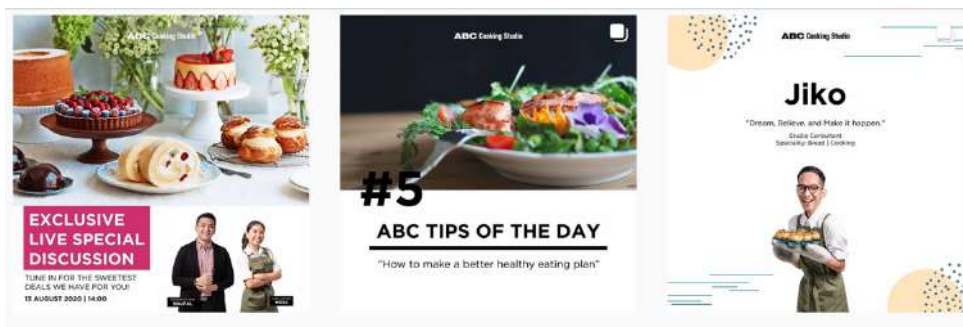 ABC Cooking Studio
EXCLUSIVE
LIVE SPECIAL
DISCUSSION
TUNE IN FOR THE SWEETEST
DEALS WE HAVE FOR YOU!
13 AUGUST 2020 | 14:00
ABC Cooking Studio
#5
ABC TIPS OF THE DAY
"How to make a better healthy eating plan"
ABC Cooking Studio
Jiko
"Dream, Believe, and Make it happen."
Studio Consultant
Speciality: Bread | Cooking